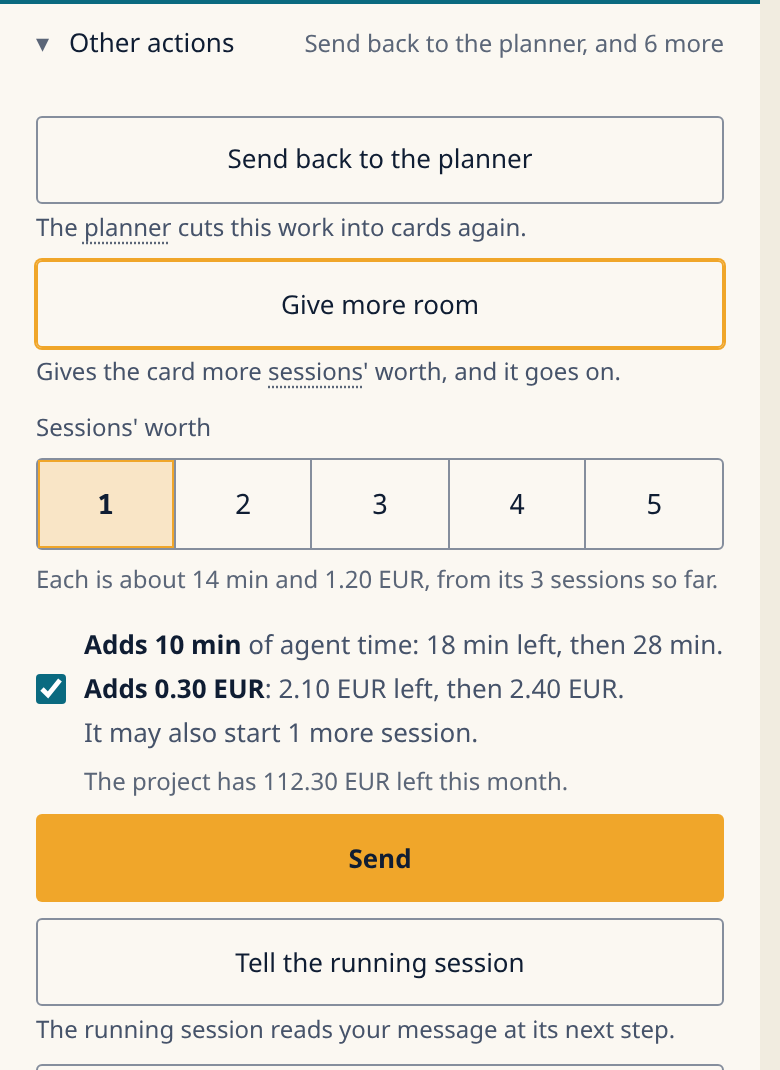 ▼ Other actions Send back to the planner, and 6 more
Send back to the planner
The planner cuts this work into cards again.
Give more room
Gives the card more sessions' worth, and it goes on.
Sessions' worth
1 2 3 4 5
Each is about 14 min and 1.20 EUR, from its 3 sessions so far.
Adds 10 min of agent time: 18 min left, then 28 min.
Adds 0.30 EUR: 2.10 EUR left, then 2.40 EUR.
It may also start 1 more session.
The project has 112.30 EUR left this month.
Send
Tell the running session
The running session reads your message at its next step.